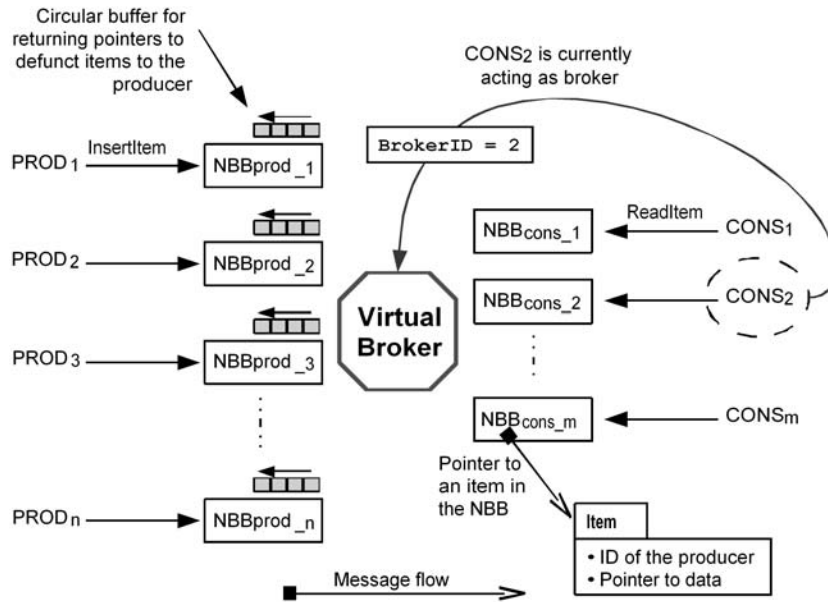 Circular buffer for
returning pointers to
defunct items to the
producer
CONS2 is currently
acting as broker
BrokerID = 2
PROD1
InsertItem
NBBprod_1
PROD2
NBBprod_2
PROD3
NBBprod_3
PRODn
NBBprod_n
Virtual
Broker
NBBcons_1
ReadItem
CONS1
NBBcons_2
CONS2
NBBcons_m
CONSm
Pointer to
an item in
the NBB
Item
• ID of the producer
• Pointer to data
Message flow